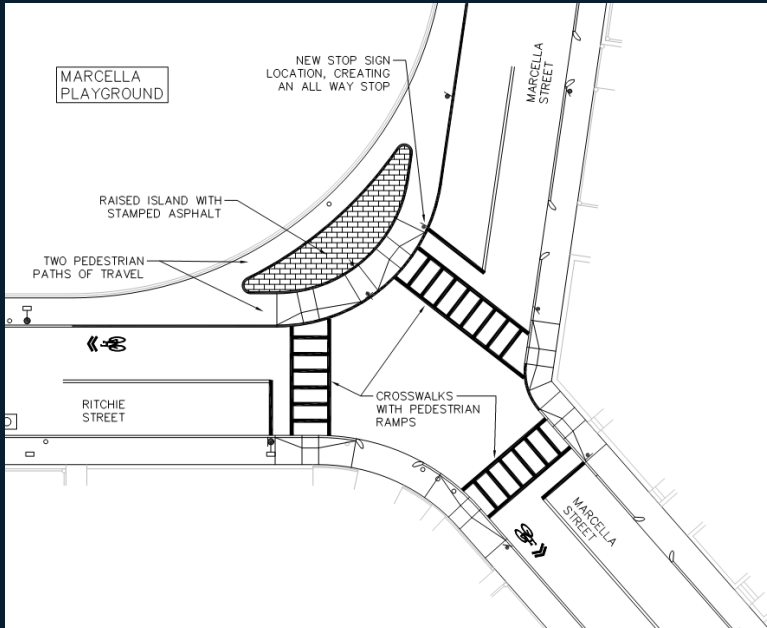 MARCELLA
PLAYGROUND
NEW STOP SIGN
LOCATION, CREATING
AN ALL WAY STOP
MARCELLA
STREET
RAISED ISLAND WITH
STAMPED ASPHALT
TWO PEDESTRIAN
PATHS OF TRAVEL
RITCHIE
STREET
CROSSWALKS
WITH PEDESTRIAN
RAMPS
MARCELLA
STREET